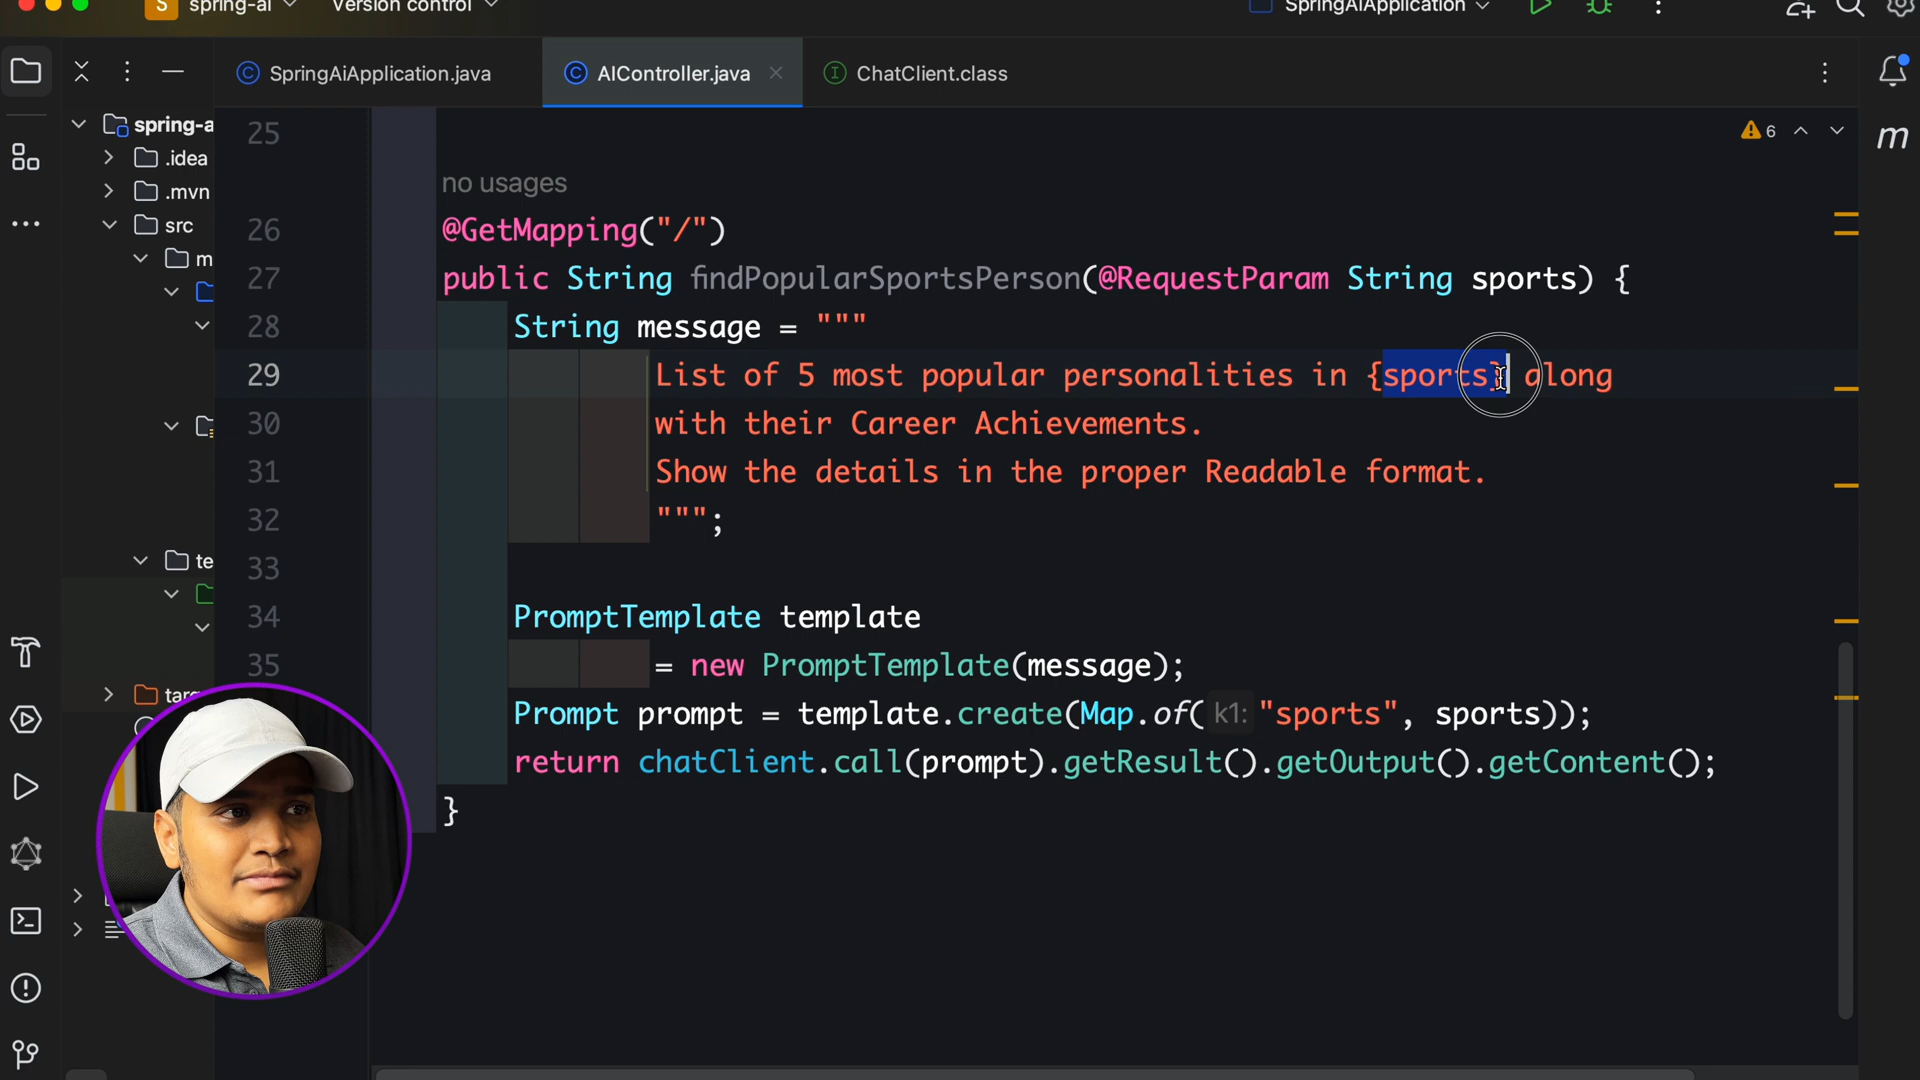 spring-ai
Version control
SpringAiApplication
SpringAiApplication.java
AIController.java
ChatClient.class
spring-a
.idea
.mvn
src
m
te
targ
25
6
no usages
26 @GetMapping("/")
27 public String findPopularSportsPerson(@RequestParam String sports) {
28 String message = """
29 List of 5 most popular personalities in {sports} along
30 with their Career Achievements.
31 Show the details in the proper Readable format.
32 """;
33
34 PromptTemplate template
35 = new PromptTemplate(message);
Prompt prompt = template.create(Map.of( k1: "sports", sports));
return chatClient.call(prompt).getResult().getOutput().getContent();
}
m